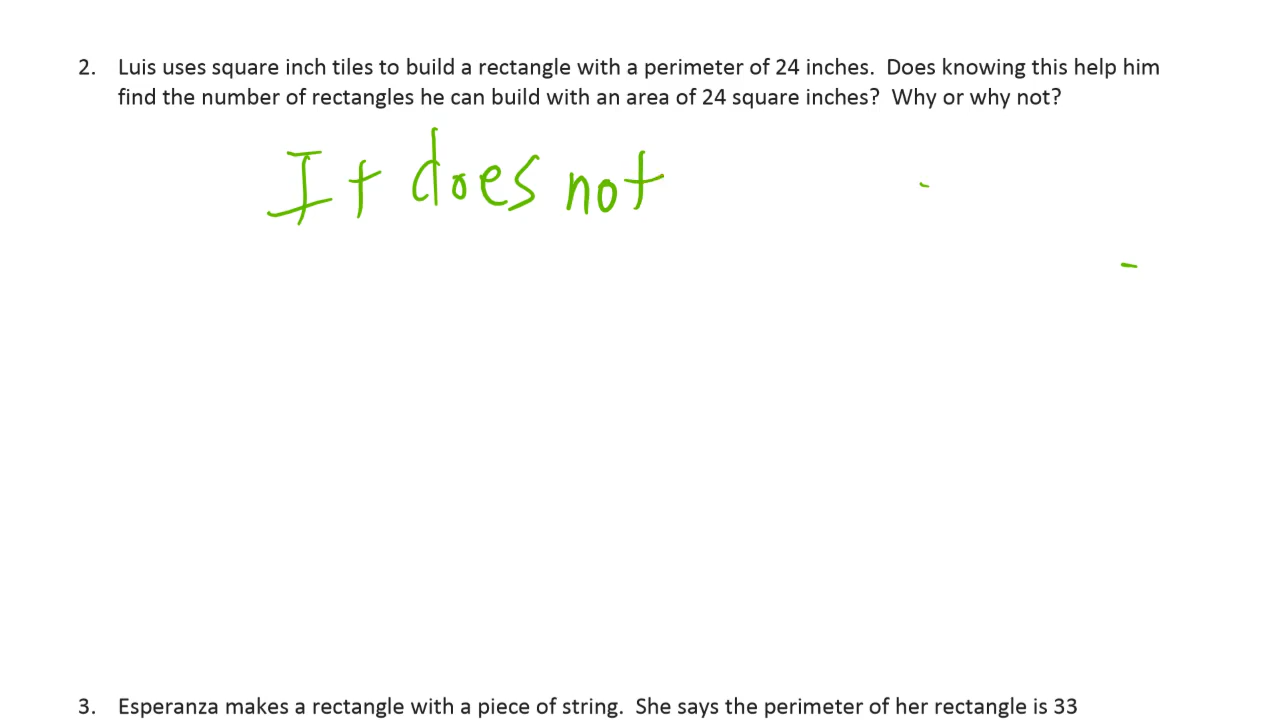 2. Luis uses square inch tiles to build a rectangle with a perimeter of 24 inches. Does knowing this help him
find the number of rectangles he can build with an area of 24 square inches? Why or why not?
It does not
3. Esperanza makes a rectangle with a piece of string. She says the perimeter of her rectangle is 33